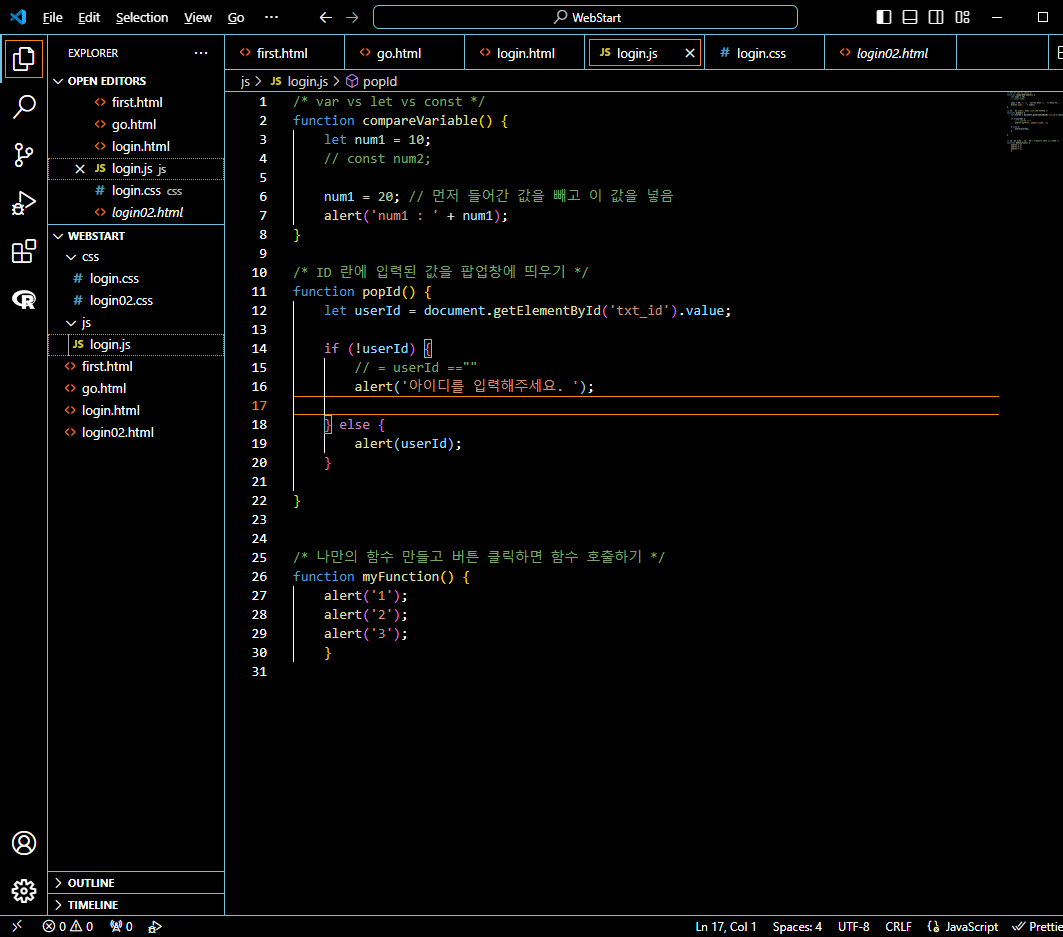 File Edit Selection View Go ··· WebStart
EXPLORER ···
OPEN EDITORS
first.html
go.html
login.html
login.js js
login.css css
login02.html
WEBSTART
css
login.css
login02.css
js
login.js
first.html
go.html
login.html
login02.html
OUTLINE
TIMELINE
first.html go.html login.html JS login.js # login.css login02.html
js > JS login.js > popId
1 /* var vs let vs const */
2 function compareVariable() {
3 let num1 = 10;
4 // const num2;
5
6 num1 = 20; // 먼저 들어간 값을 빼고 이 값을 넣음
7 alert('num1 : ' + num1);
8 }
9
10 /* ID 란에 입력된 값을 팝업창에 띄우기 */
11 function popId() {
12 let userId = document.getElementById('txt_id').value;
13
14 if (!userId) {
15 // = userId ==""
16 alert('아이디를 입력해주세요. ');
17
18 } else {
19 alert(userId);
20 }
21
22 }
23
24
25 /* 나만의 함수 만들고 버튼 클릭하면 함수 호출하기 */
26 function myFunction() {
27 alert('1');
28 alert('2');
29 alert('3');
30 }
31
0 0 0 Ln 17, Col 1 Spaces: 4 UTF-8 CRLF JavaScript Prettie